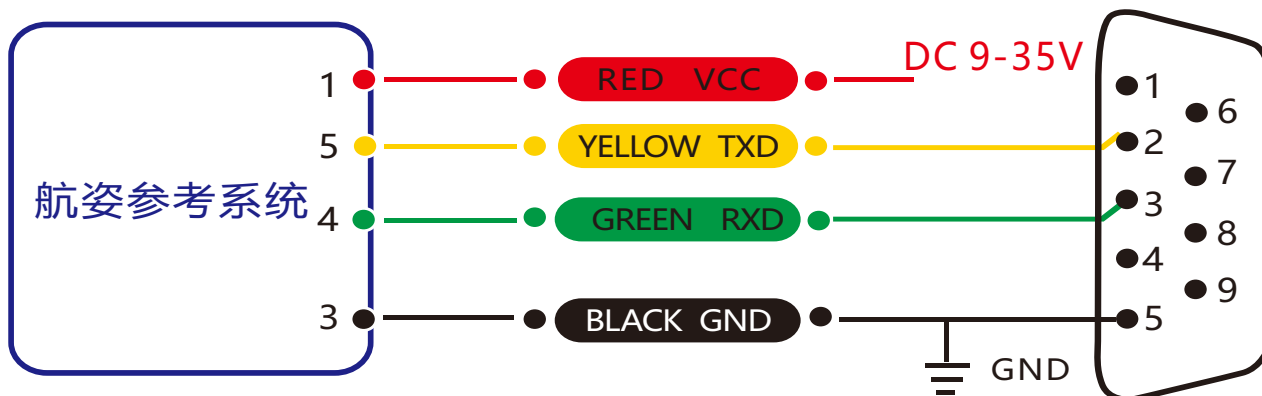 DC 9-35V
1 RED VCC 1
6
5 YELLOW TXD 2
7
航姿参考系统
4 GREEN RXD 3
8
4
9
3 BLACK GND 5
GND